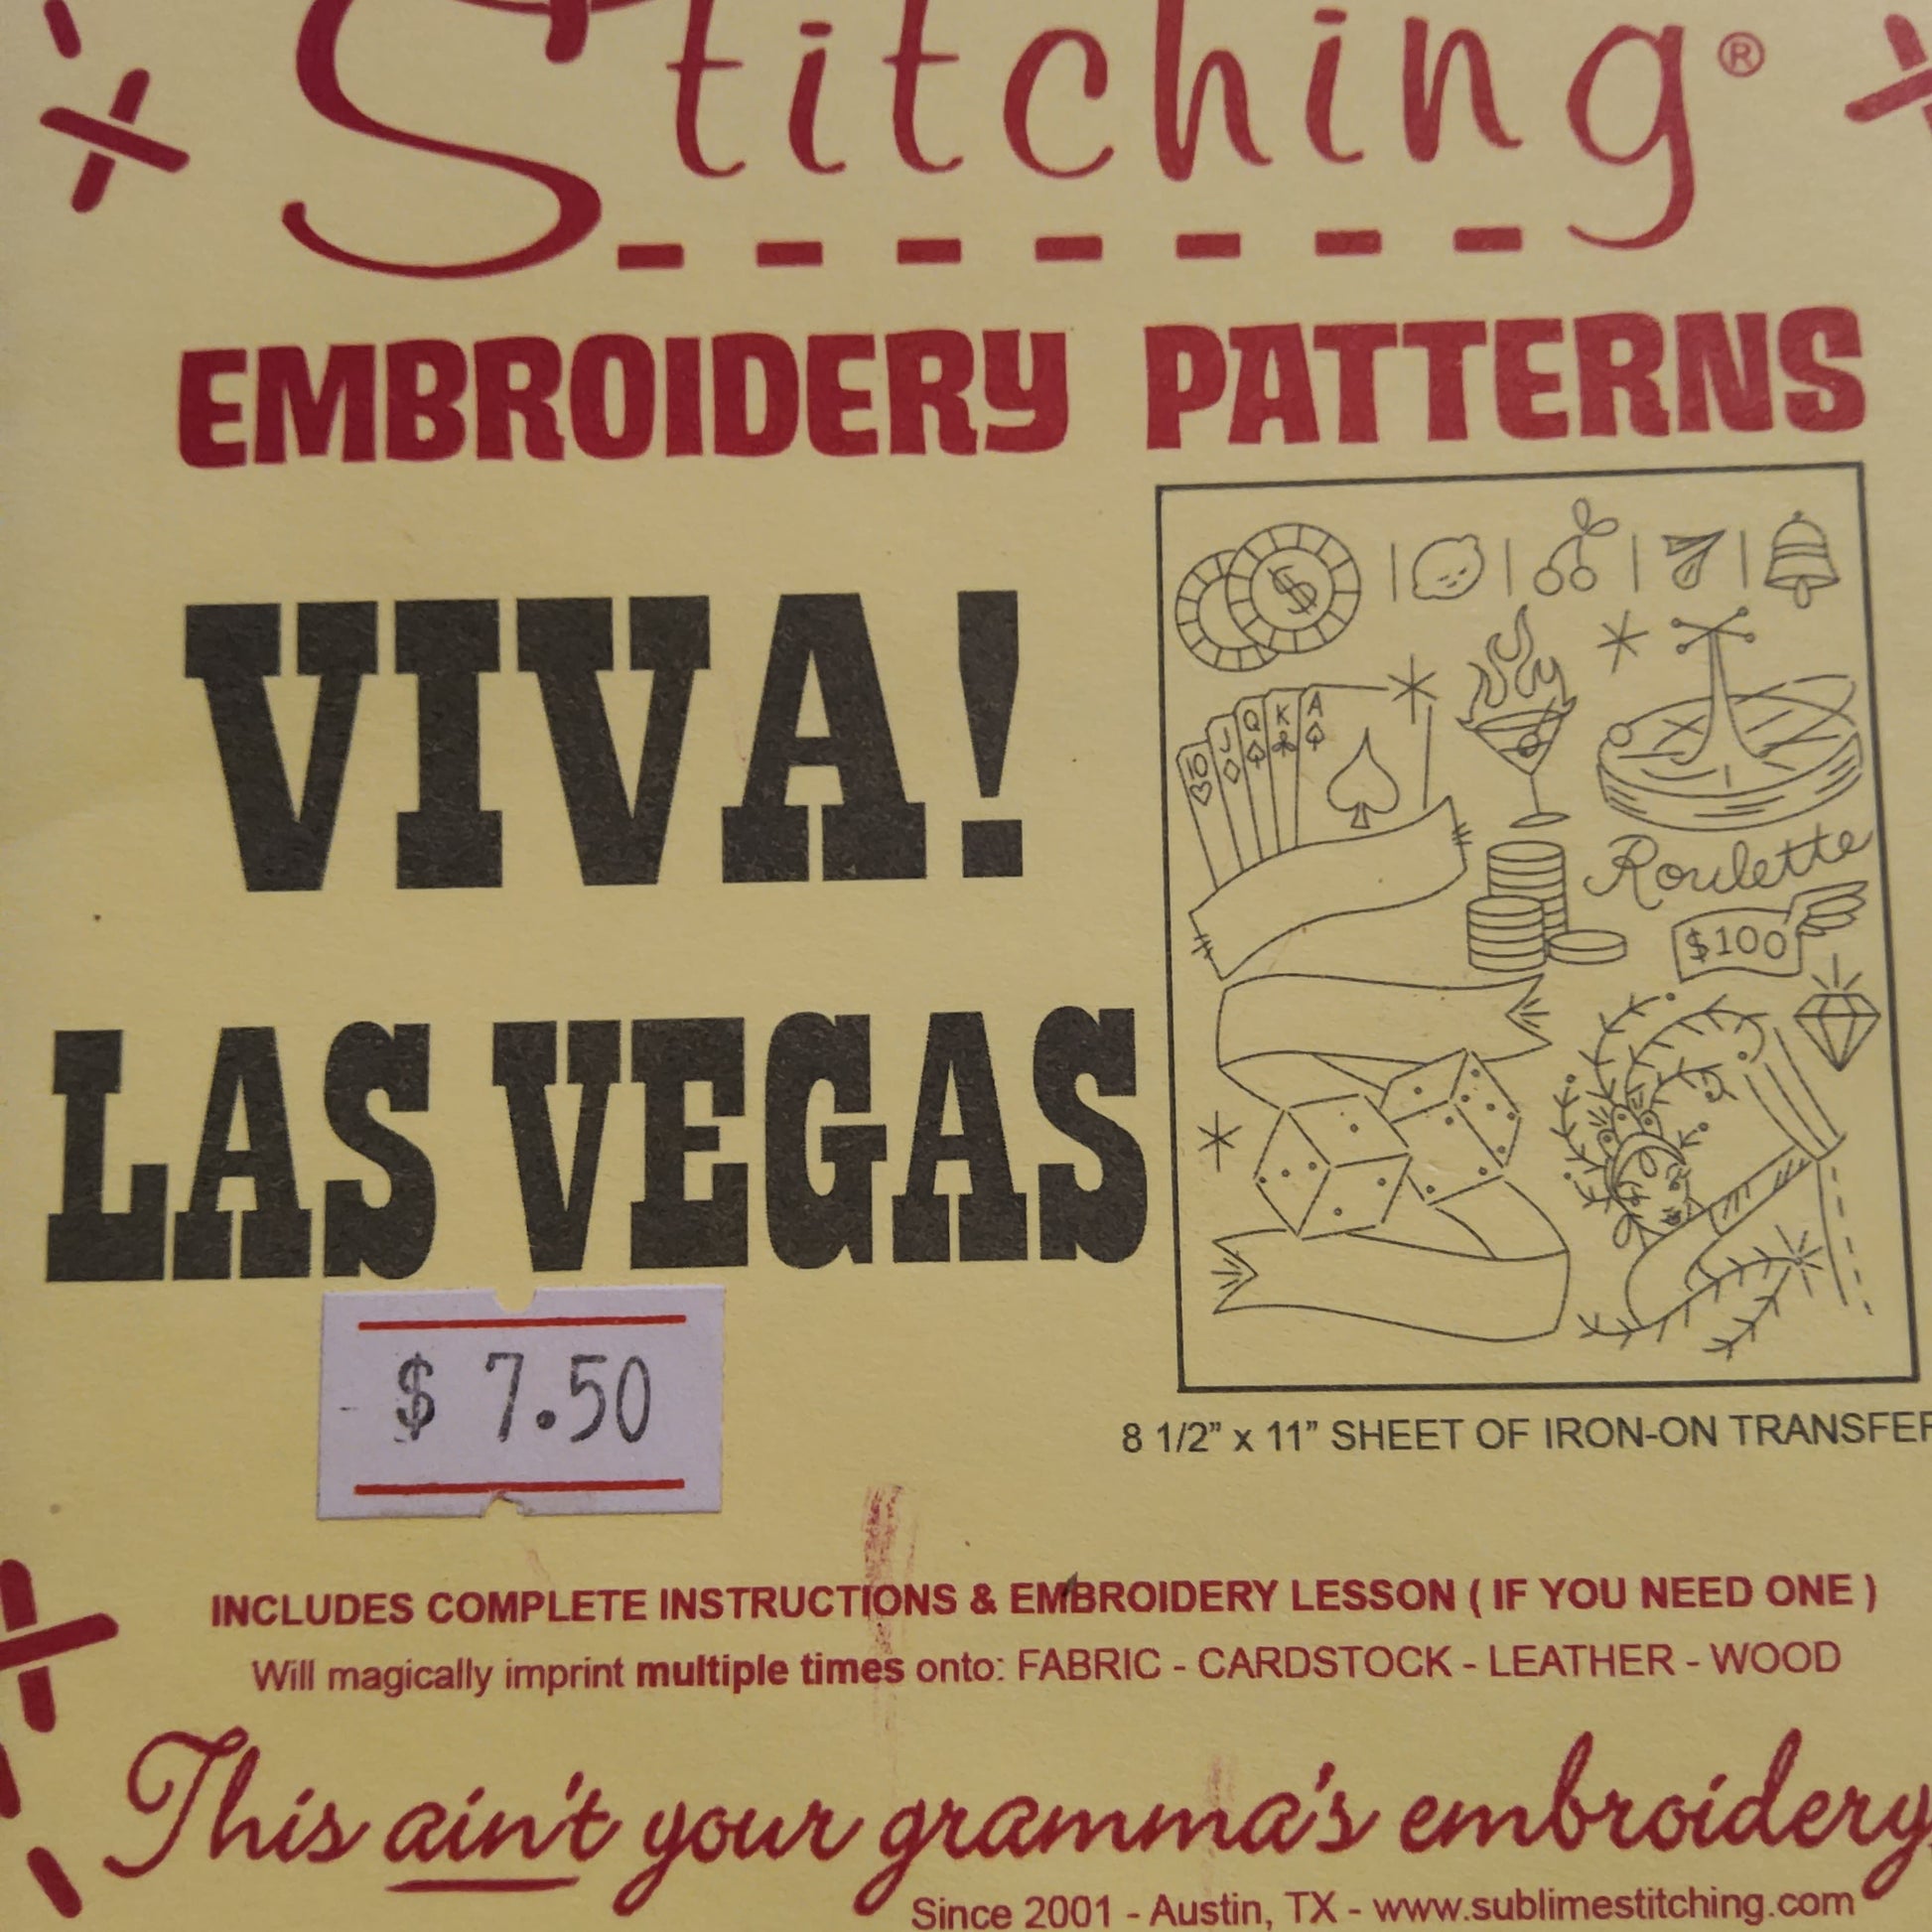 Stitching®
EMBROIDERY PATTERNS
VIVA!
LAS VEGAS
$
10
J
Q
K
A
Roulette
$100
8 1/2” x 11” SHEET OF IRON-ON TRANSFER
$ 7.50
INCLUDES COMPLETE INSTRUCTIONS & EMBROIDERY LESSON ( IF YOU NEED ONE )
Will magically imprint multiple times onto: FABRIC - CARDSTOCK - LEATHER - WOOD
This ain't your gramma's embroidery
Since 2001 - Austin, TX - www.sublimestitching.com